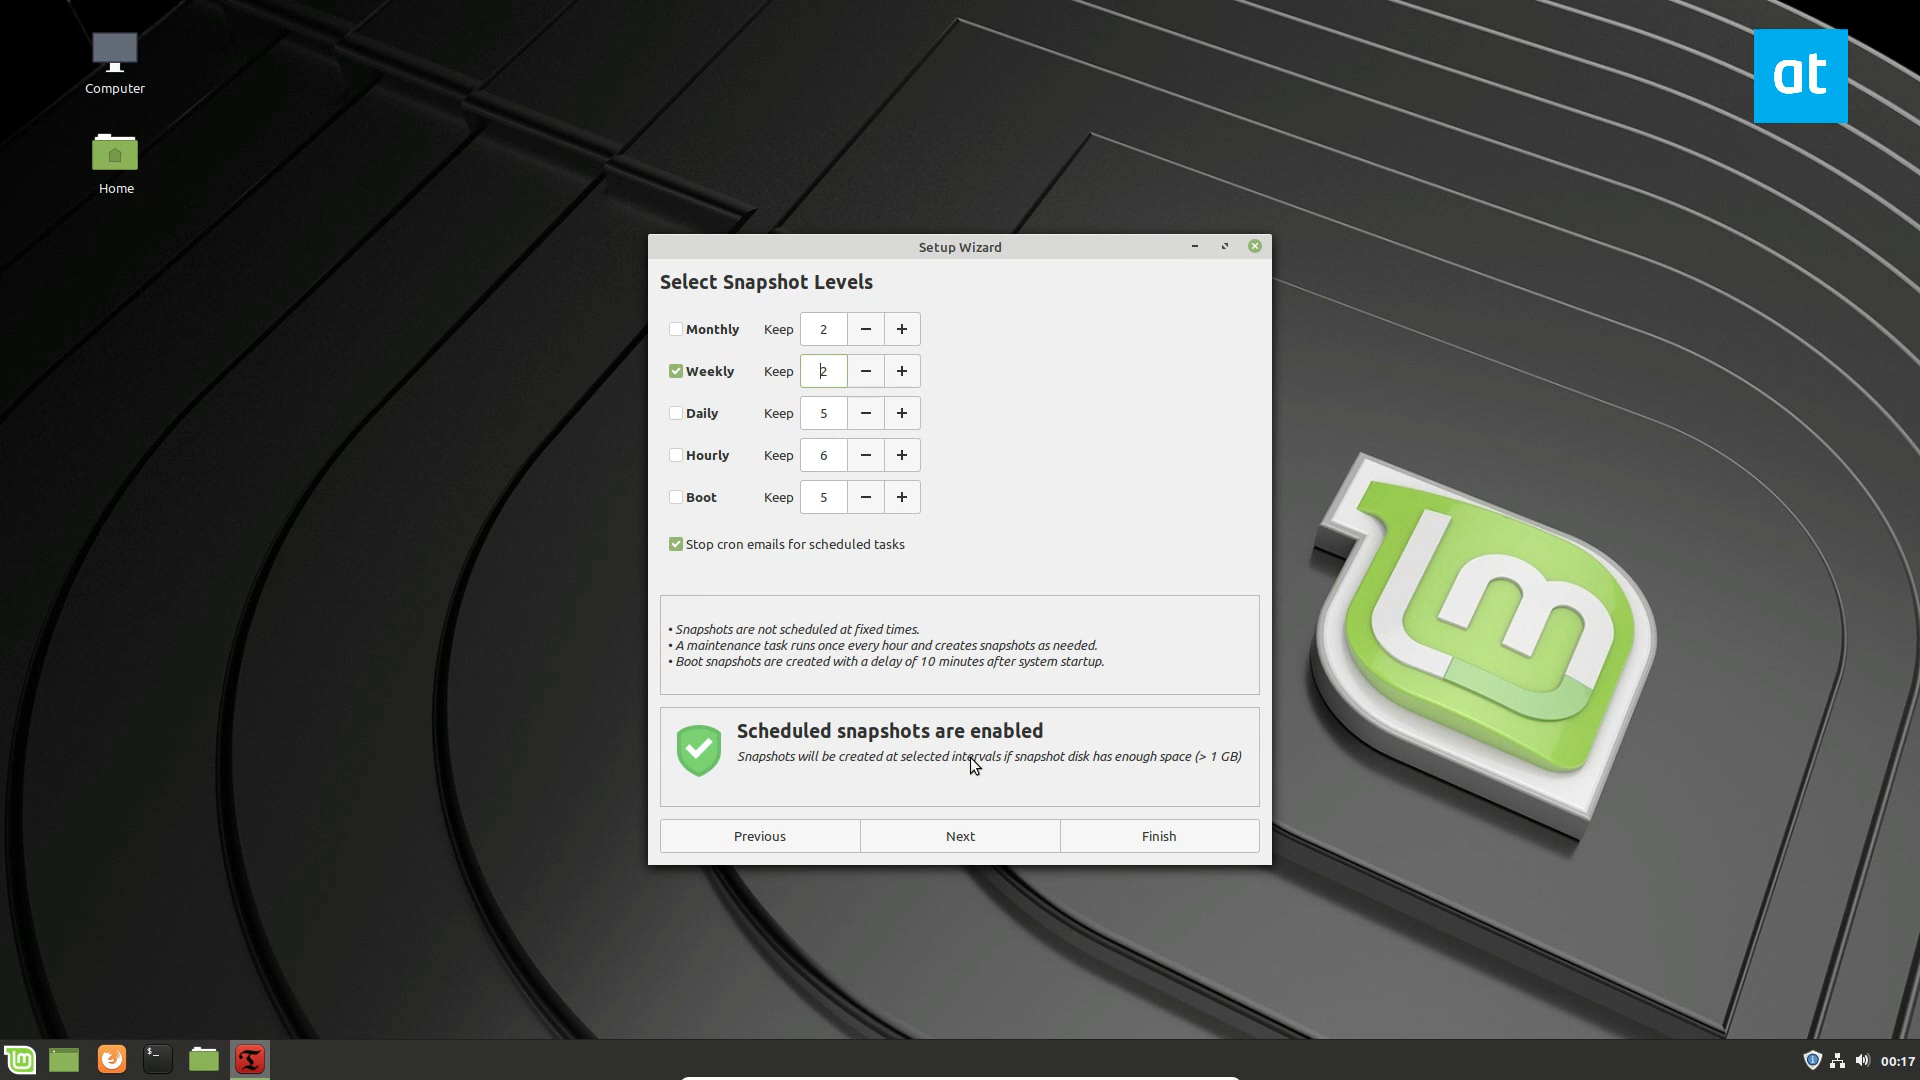 Computer
Home
at
Setup Wizard
Select Snapshot Levels
Monthly Keep 2 − +
Weekly Keep 2 − +
Daily Keep 5 − +
Hourly Keep 6 − +
Boot Keep 5 − +
Stop cron emails for scheduled tasks
• Snapshots are not scheduled at fixed times.
• A maintenance task runs once every hour and creates snapshots as needed.
• Boot snapshots are created with a delay of 10 minutes after system startup.
Scheduled snapshots are enabled
Snapshots will be created at selected intervals if snapshot disk has enough space (> 1 GB)
Previous Next Finish
lm
$_
00:17